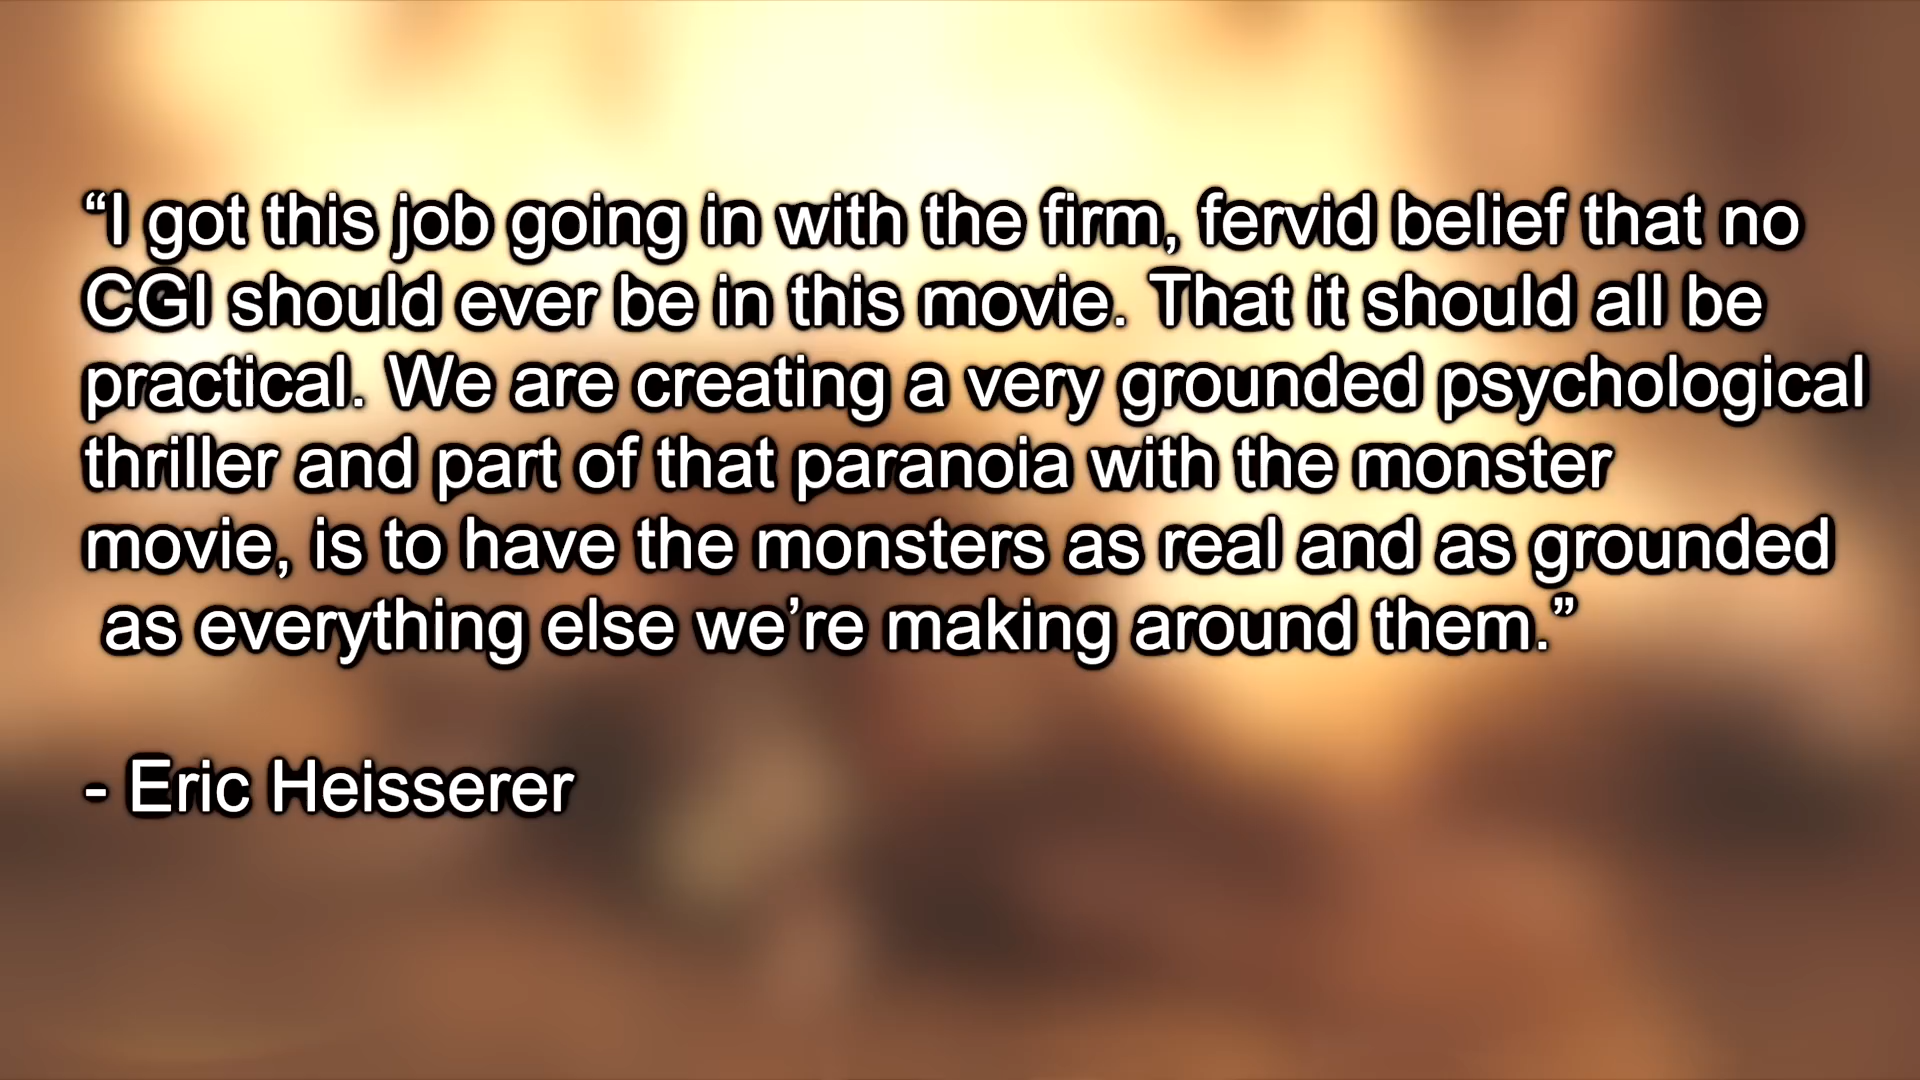 “I got this job going in with the firm, fervid belief that no
CGI should ever be in this movie. That it should all be
practical. We are creating a very grounded psychological
thriller and part of that paranoia with the monster
movie, is to have the monsters as real and as grounded
as everything else we’re making around them.”
- Eric Heisserer